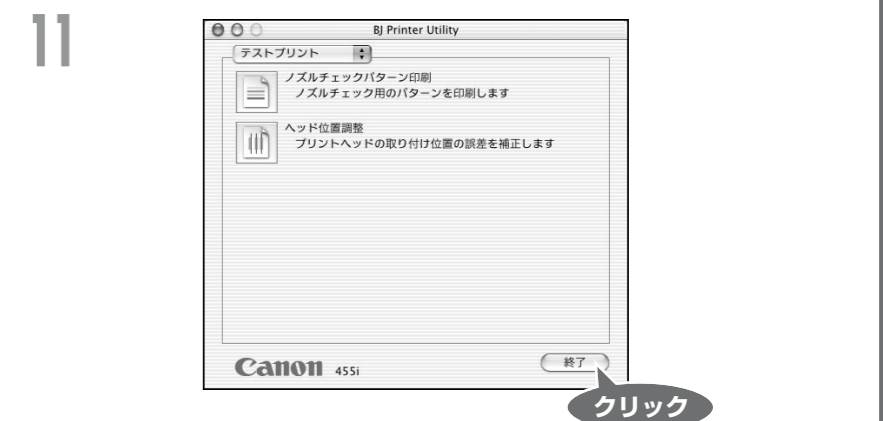 11
BJ Printer Utility
テストプリント
ノズルチェックパターン印刷
ノズルチェック用のパターンを印刷します
ヘッド位置調整
プリントヘッドの取り付け位置の誤差を補正します
Canon 455i
終了
クリック